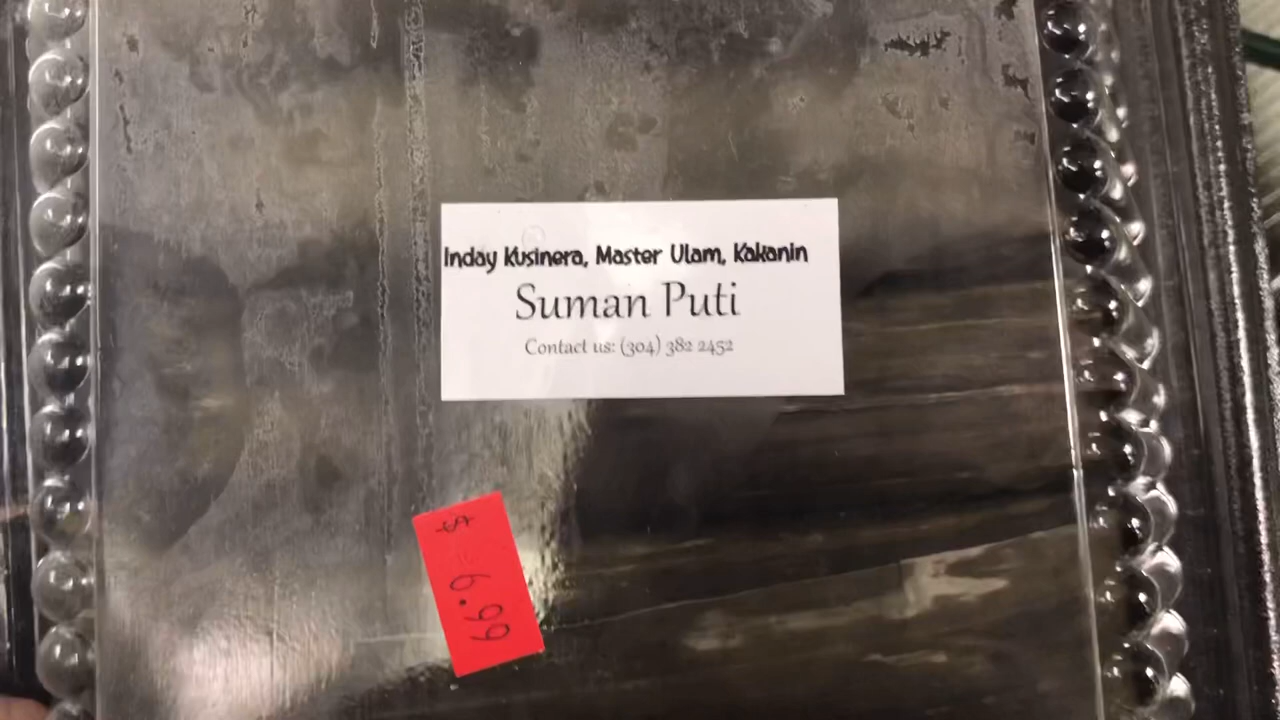 Inday Kusinera, Master Ulam, Kakanin
Suman Puti
Contact us: (304) 382 2452
$ 6.99